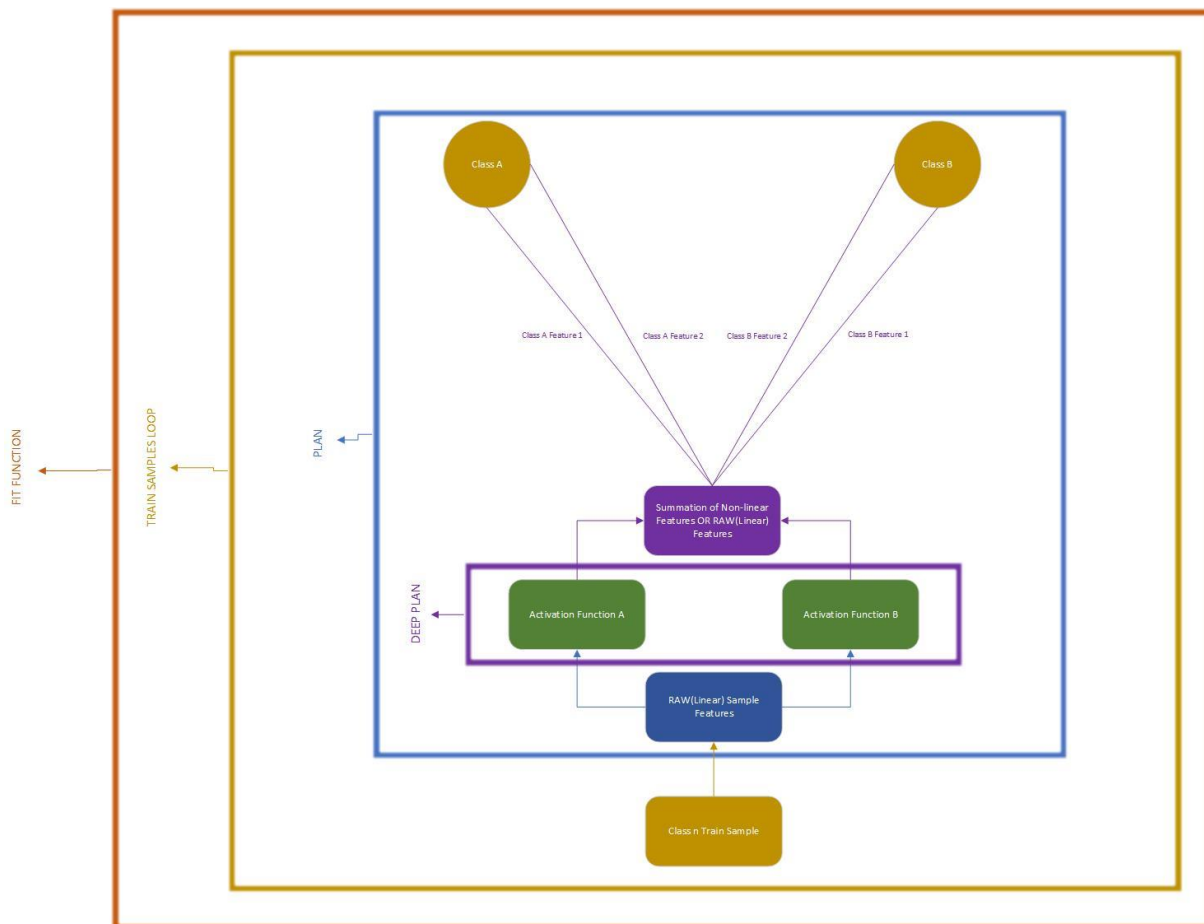 Class A
Class B
Class A Feature 1
Class A Feature 2
Class B Feature 2
Class B Feature 1
FIT FUNCTION
TRAIN SAMPLES LOOP
PLAN
Summation of Non-linear
Features OR RAW(Linear)
Features
DEEP PLAN
Activation Function A
Activation Function B
RAW(Linear) Sample
Features
Class n Train Sample